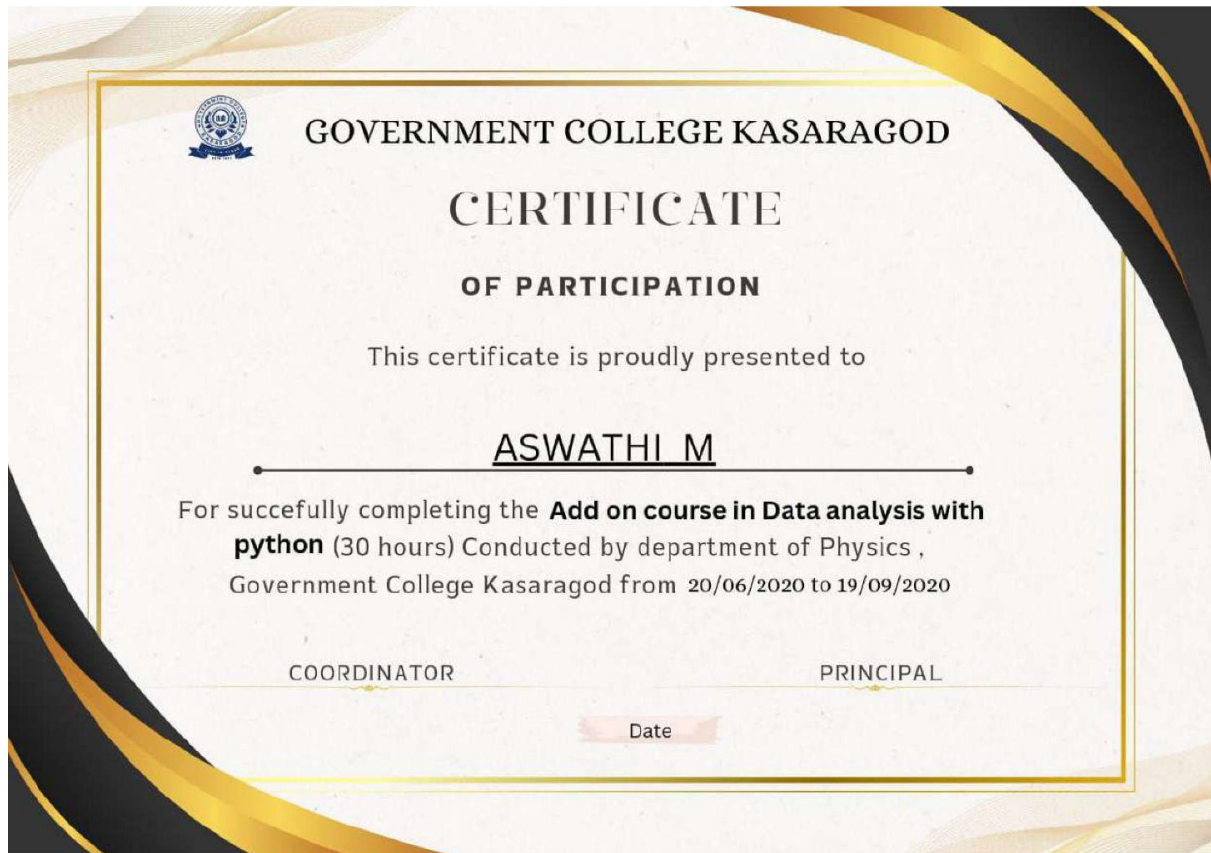 GOVERNMENT COLLEGE KASARAGOD
CERTIFICATE
OF PARTICIPATION
This certificate is proudly presented to
ASWATHI M
For succefully completing the Add on course in Data analysis with
python (30 hours) Conducted by department of Physics ,
Government College Kasaragod from 20/06/2020 to 19/09/2020
COORDINATOR
PRINCIPAL
Date